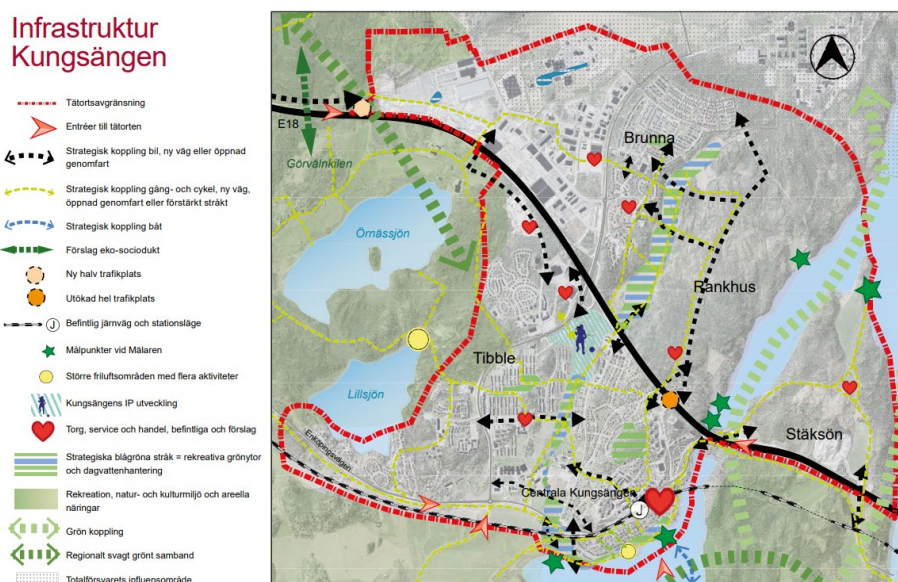 Infrastruktur
Kungsängen
Tätortsavgränsning
Entréer till tätorten
Strategisk koppling bil, ny väg eller öppnad
genomfart
Strategisk koppling gång- och cykel, ny väg,
öppnad genomfart eller förstärkt stråkt
Strategisk koppling båt
Förslag eko-sociodukt
Ny halv trafikplats
Utökad hel trafikplats
J
Befintlig järnväg och stationsläge
Målpunkter vid Mälaren
Större friluftsområden med flera aktiviteter
Kungsängens IP utveckling
Torg, service och handel, befintliga och förslag
Strategiska blågröna stråk = rekreativa grönytor
och dagvattenhantering
Rekreation, natur- och kulturmiljö och areella
näringar
Grön koppling
Regionalt svagt grönt samband
Totalförsvarets influensområde
E18
Görvälnkilen
Brunna
Örnässjön
Rankhus
Tibble
Lillsjön
Stäksön
Enköpingsvägen
Centrala Kungsängen
J